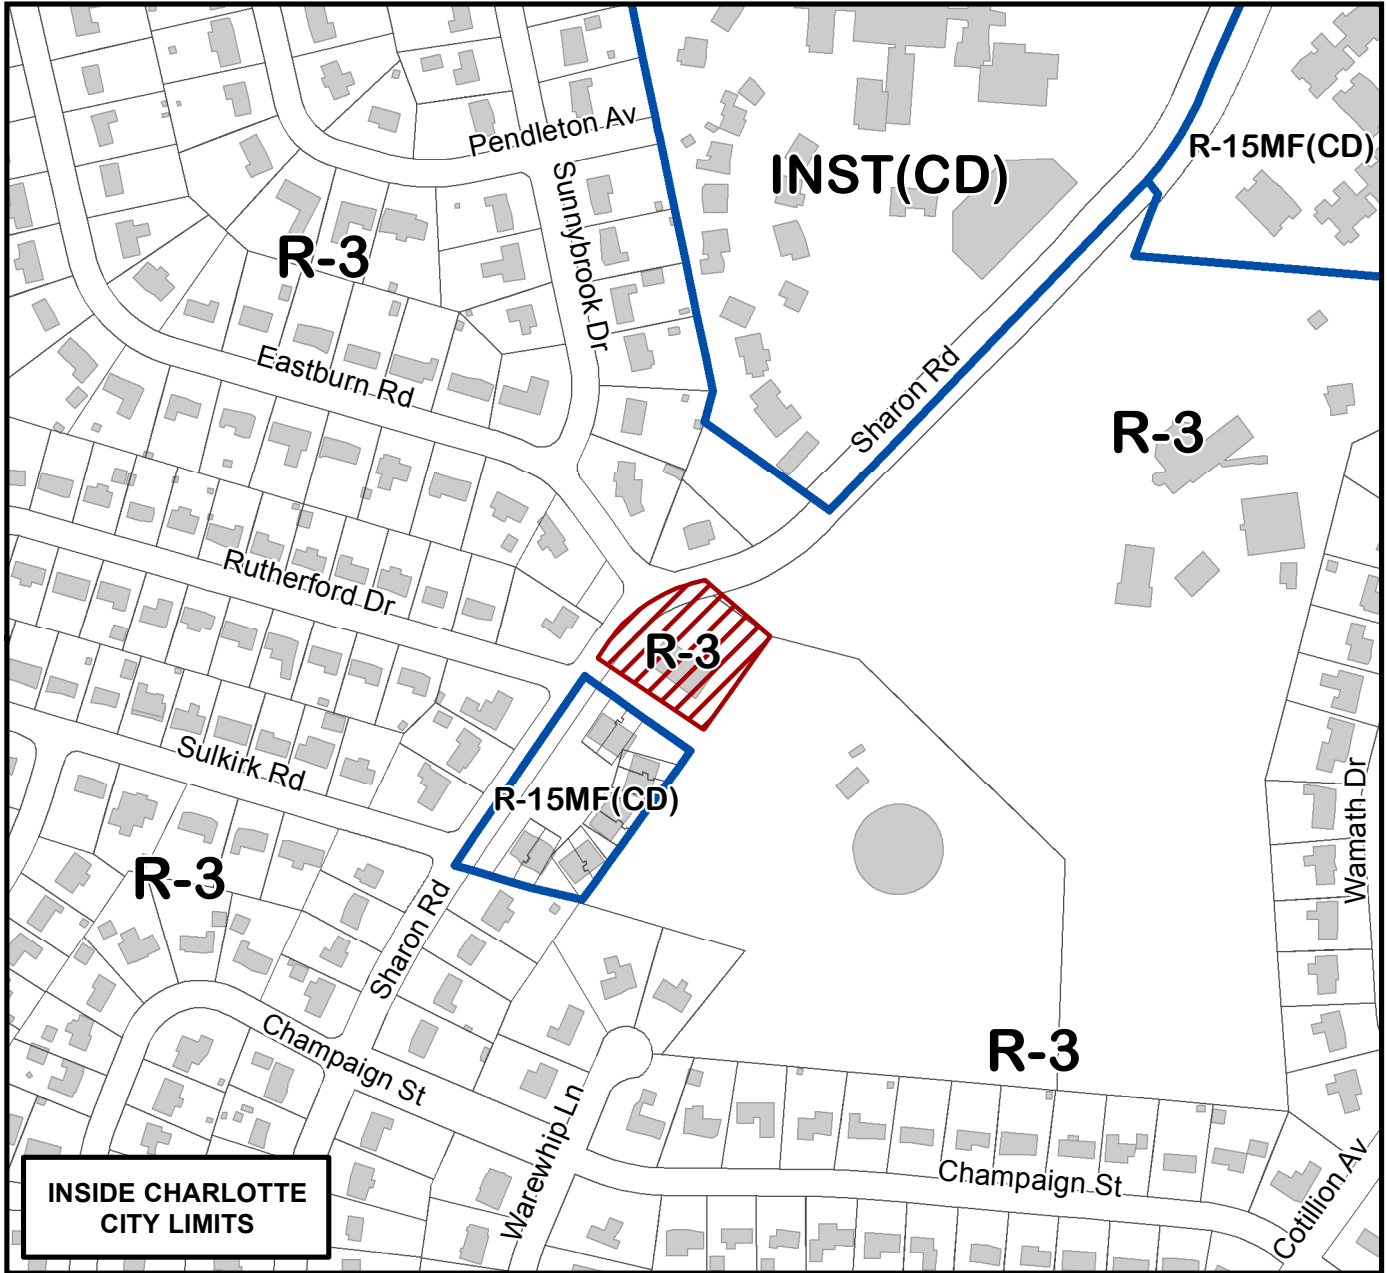 Pendleton Av
R-15MF(CD)
INST(CD)
Sunnybrook Dr
R-3
Eastburn Rd
Sharon Rd
R-3
Rutherford Dr
R-3
Sulkirk Rd
R-15MF(CD)
Wamath Dr
R-3
Sharon Rd
Champaign St
R-3
Warewhip Ln
Champaign St
Cotillion Av
INSIDE CHARLOTTE
CITY LIMITS